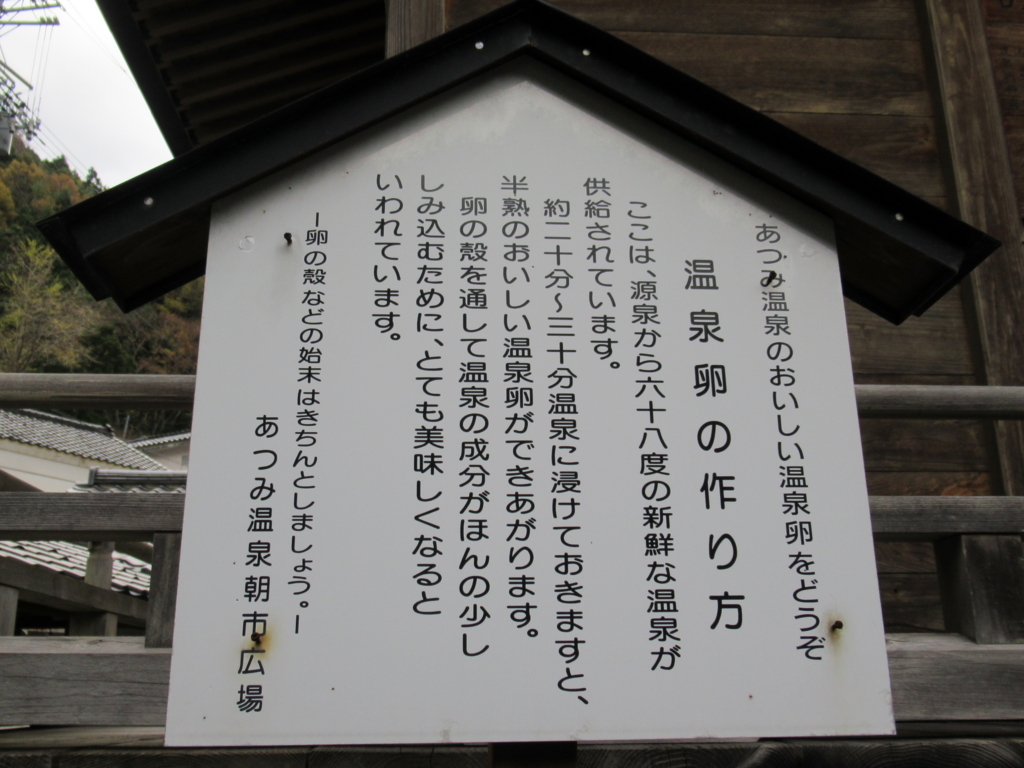 あつみ温泉のおいしい温泉卵をどうぞ
温泉卵の作り方
ここは、源泉から六十八度の新鮮な温泉が
供給されています。
約二十分〜三十分温泉に浸けておきますと、
半熟のおいしい温泉卵ができあがります。
卵の殻を通して温泉の成分がほんの少し
しみ込むために、とても美味しくなると
いわれています。
ー卵の殻などの始末はきちんとしましょう。ー
あつみ温泉朝市広場